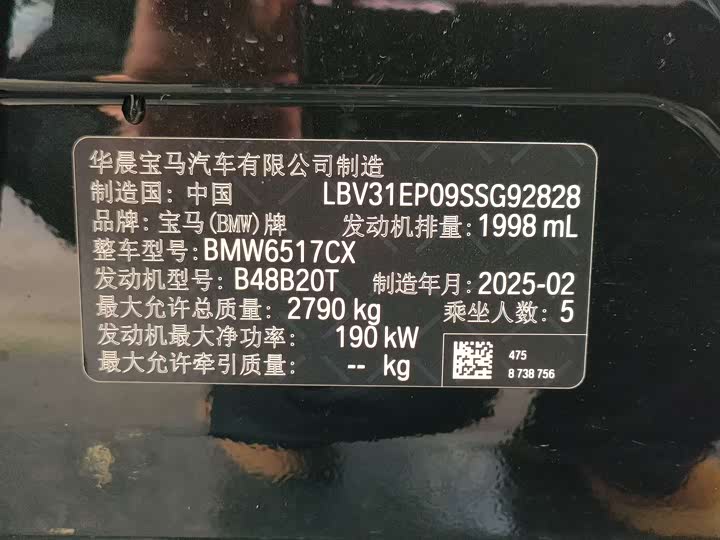 华晨宝马汽车有限公司制造
制造国: 中国 LBV31EP09SSG92828
品牌: 宝马(BMW)牌 发动机排量: 1998 mL
整车型号: BMW6517CX
发动机型号: B48B20T 制造年月: 2025-02
最大允许总质量: 2790 kg 乘坐人数: 5
发动机最大净功率: 190 kW
最大允许牵引质量: -- kg
475
8 738 756